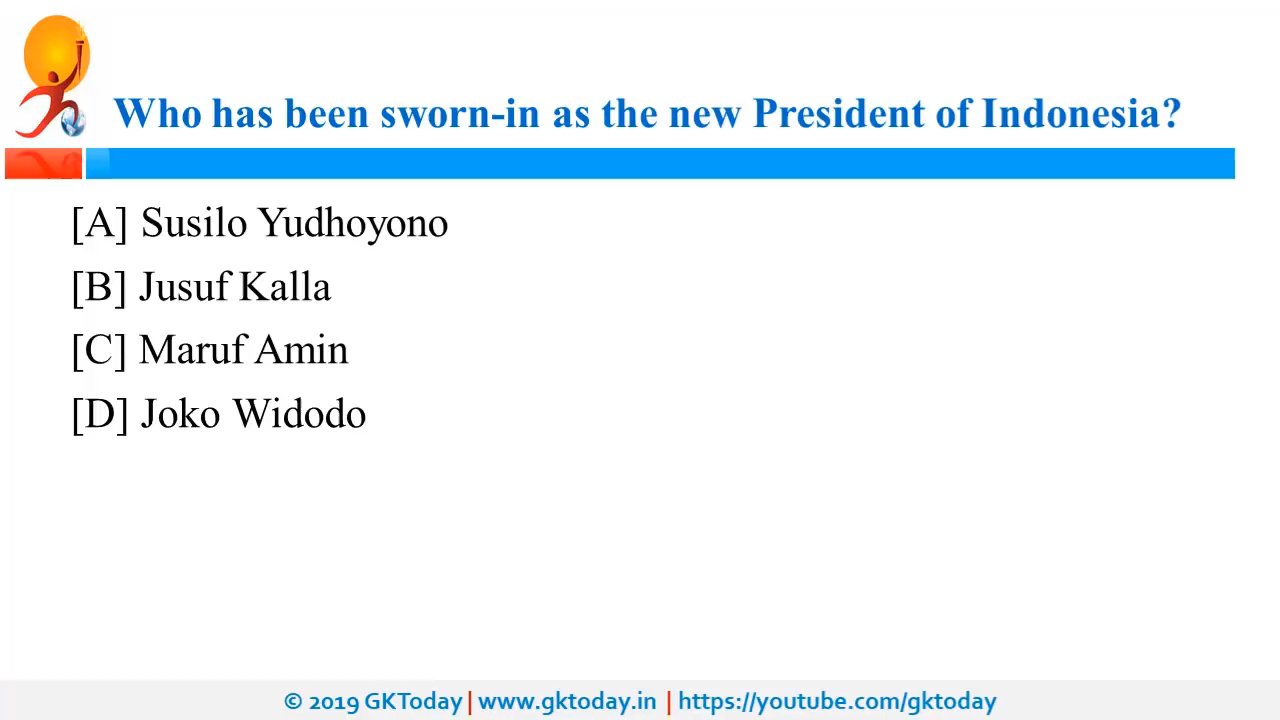 Who has been sworn-in as the new President of Indonesia?
[A] Susilo Yudhoyono
[B] Jusuf Kalla
[C] Maruf Amin
[D] Joko Widodo
© 2019 GKToday | www.gktoday.in | https://youtube.com/gktoday